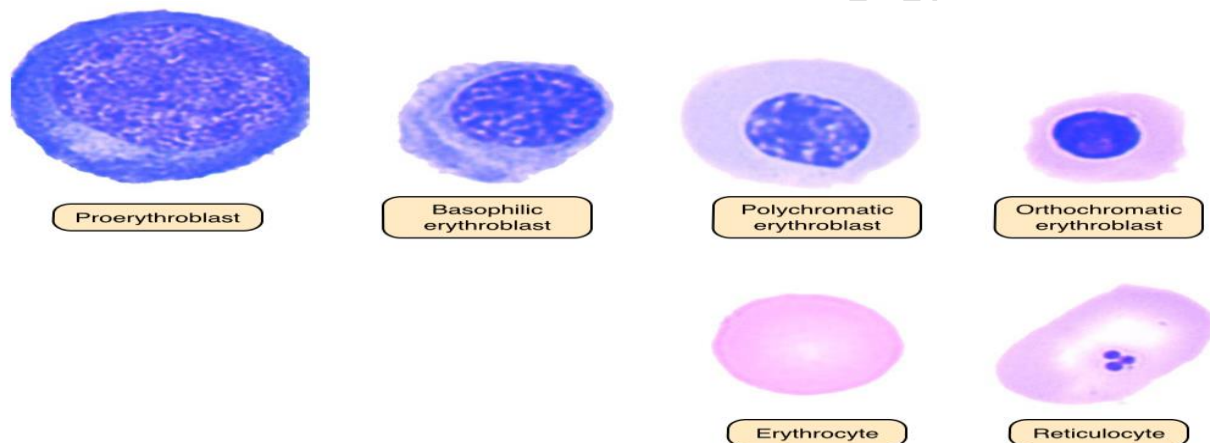 Proerythroblast
Basophilic
erythroblast
Polychromatic
erythroblast
Orthochromatic
erythroblast
Erythrocyte
Reticulocyte